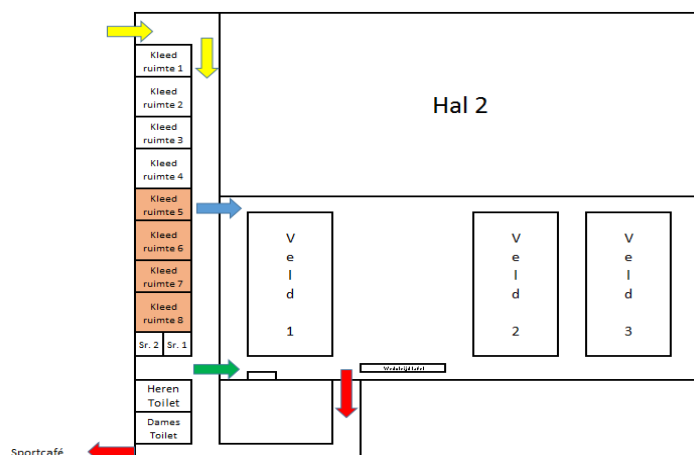 Kleed
ruimte 1
Kleed
ruimte 2
Kleed
ruimte 3
Kleed
ruimte 4
Kleed
ruimte 5
Kleed
ruimte 6
Kleed
ruimte 7
Kleed
ruimte 8
Sr. 2
Sr. 1
Heren
Toilet
Dames
Toilet
Sportcafé
Hal 2
V
e
l
d
1
V
e
l
d
2
V
e
l
d
3
Wedstrijdtafel